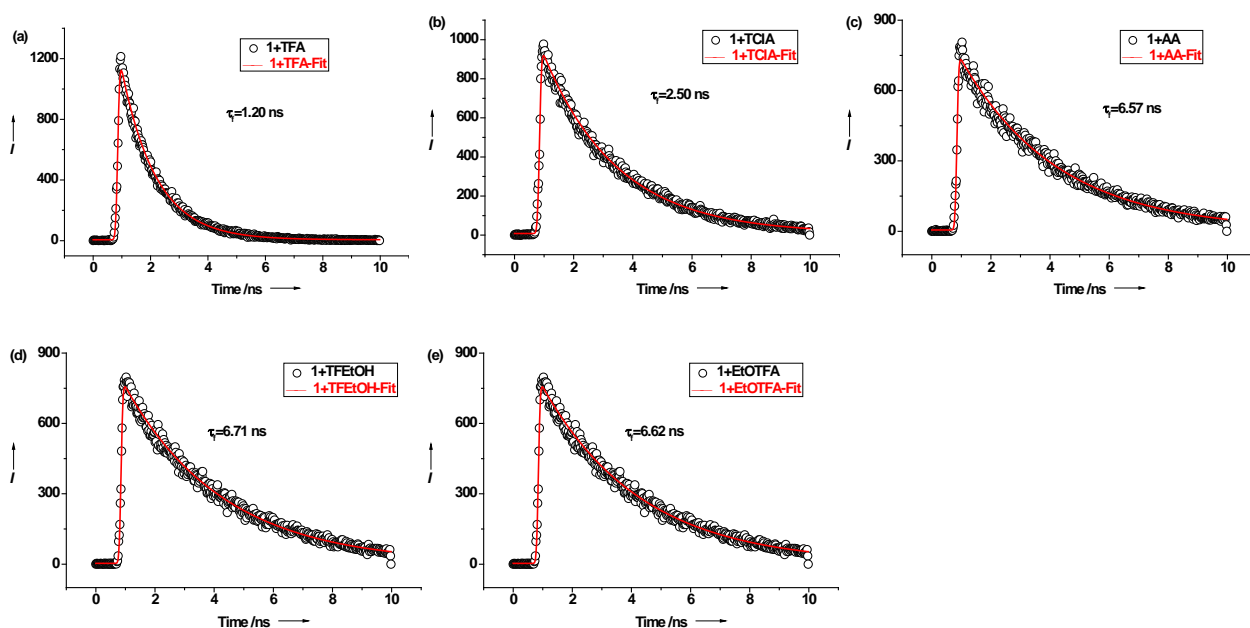 (a)
1+TFA
1+TFA-Fit
τf=1.20 ns
I
1200
900
600
300
0
0 2 4 6 8 10
Time /ns
(b)
1+TClA
1+TClA-Fit
τf=2.50 ns
I
1000
800
600
400
200
0
0 2 4 6 8 10
Time /ns
(c)
1+AA
1+AA-Fit
τf=6.57 ns
I
900
600
300
0
0 2 4 6 8 10
Time /ns
(d)
1+TFEtOH
1+TFEtOH-Fit
τf=6.71 ns
I
900
600
300
0
0 2 4 6 8 10
Time /ns
(e)
1+EtOTFA
1+EtOTFA-Fit
τf=6.62 ns
I
900
600
300
0
0 2 4 6 8 10
Time /ns